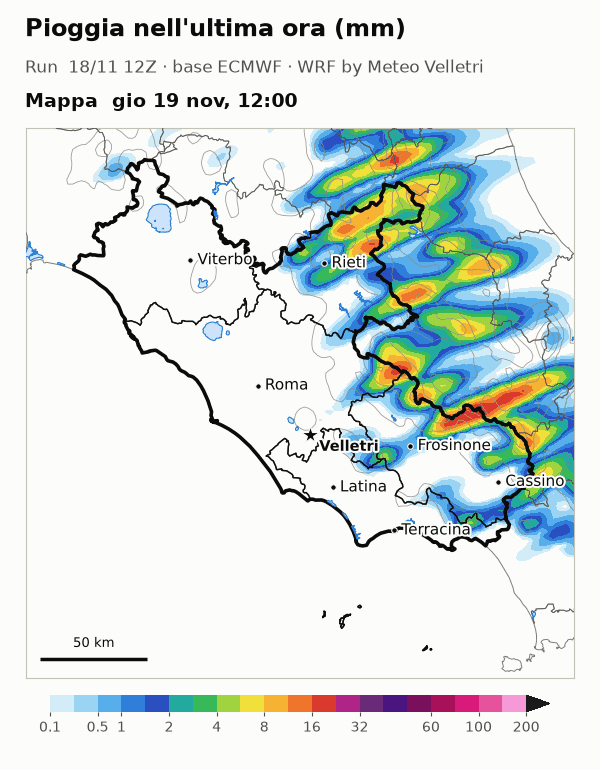 Pioggia nell'ultima ora (mm)
Run  18/11 12Z · base ECMWF · WRF by Meteo Velletri
Mappa  gio 19 nov, 12:00
Viterbo
Rieti
Roma
Velletri
Frosinone
Latina
Cassino
Terracina
50 km
0.1 0.5 1 2 4 8 16 32 60 100 200